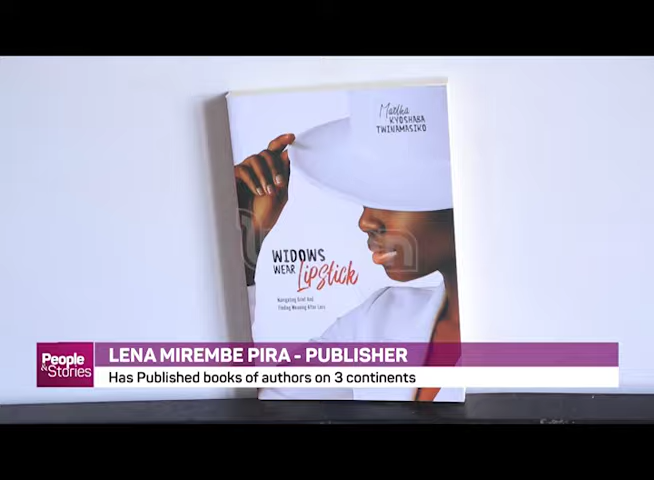 Martha
KYOSHABA
TWINAMASIKO
WIDOWS
WEAR Lipstick
Navigating Grief And
Finding Meaning After Loss
People
& Stories
LENA MIREMBE PIRA - PUBLISHER
Has Published books of authors on 3 continents